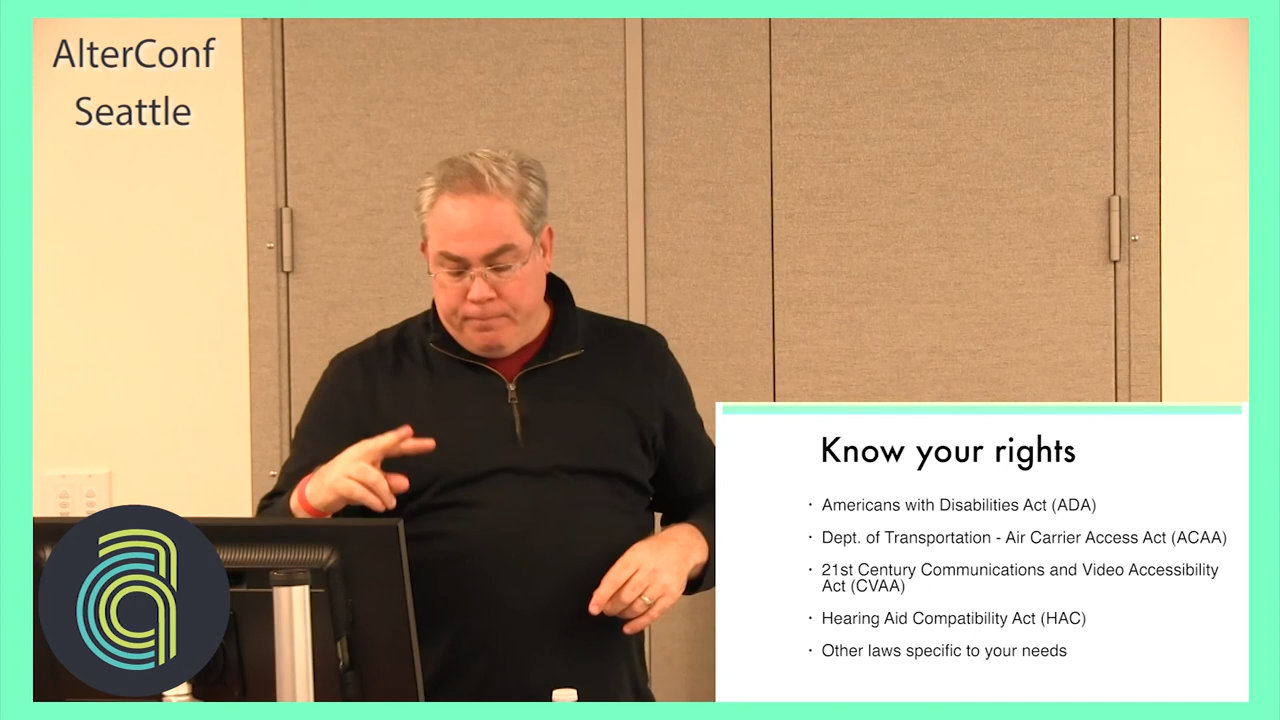 AlterConf
Seattle
Know your rights
· Americans with Disabilities Act (ADA)
· Dept. of Transportation - Air Carrier Access Act (ACAA)
· 21st Century Communications and Video Accessibility
Act (CVAA)
· Hearing Aid Compatibility Act (HAC)
· Other laws specific to your needs